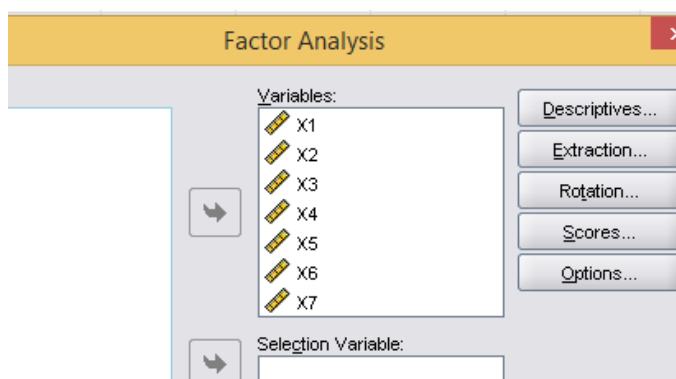 Factor Analysis
Variables:
X1
X2
X3
X4
X5
X6
X7
Descriptives...
Extraction...
Rotation...
Scores...
Options...
Selection Variable: